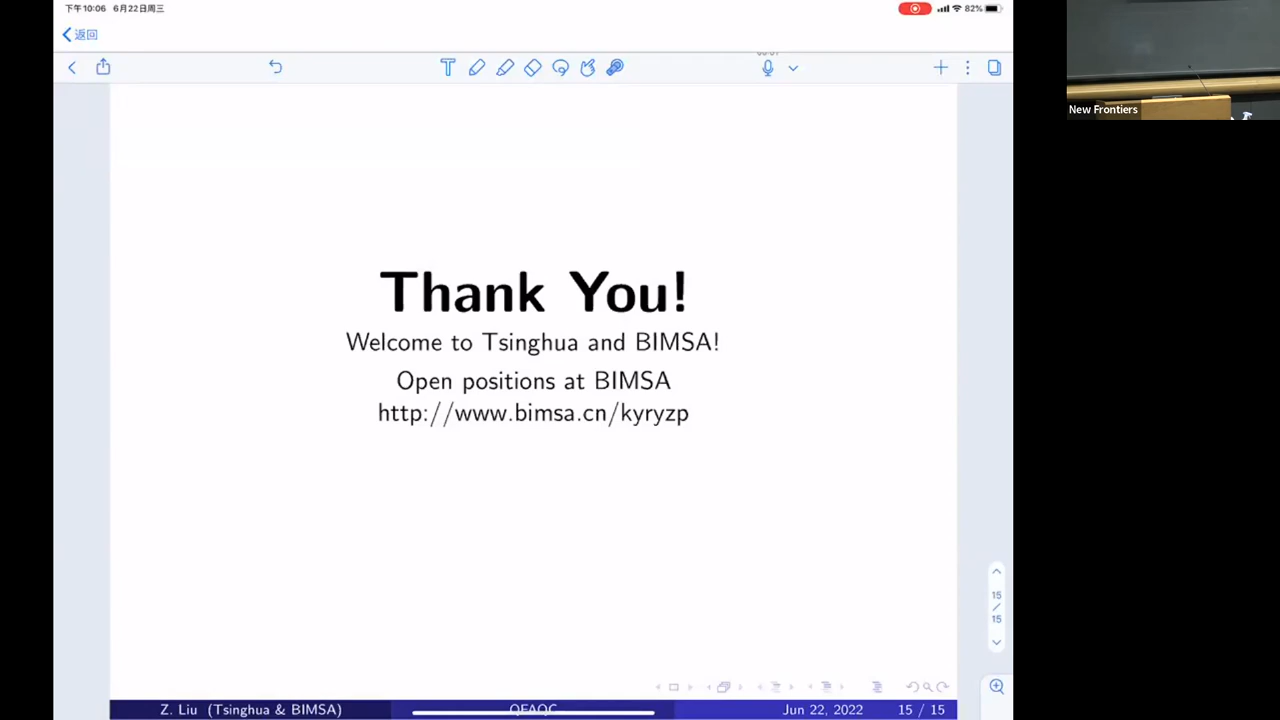 下午10:06 6月22日周三
82%
返回
New Frontiers
Thank You!
Welcome to Tsinghua and BIMSA!
Open positions at BIMSA
http://www.bimsa.cn/kyryzp
15
/
15
Z. Liu (Tsinghua & BIMSA)
QFAQC
Jun 22, 2022
15 / 15